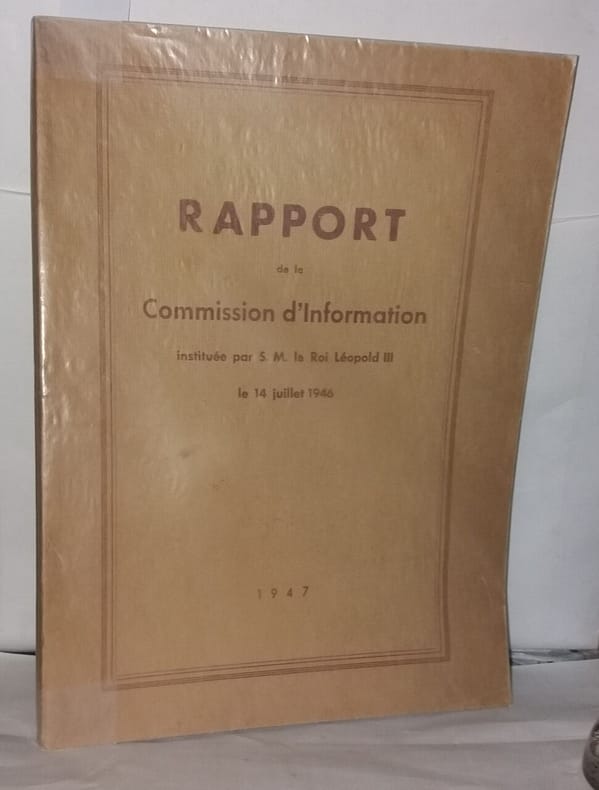 RAPPORT
de la
Commission d'Information
instituée par S. M. le Roi Léopold III
le 14 juillet 1946
1947